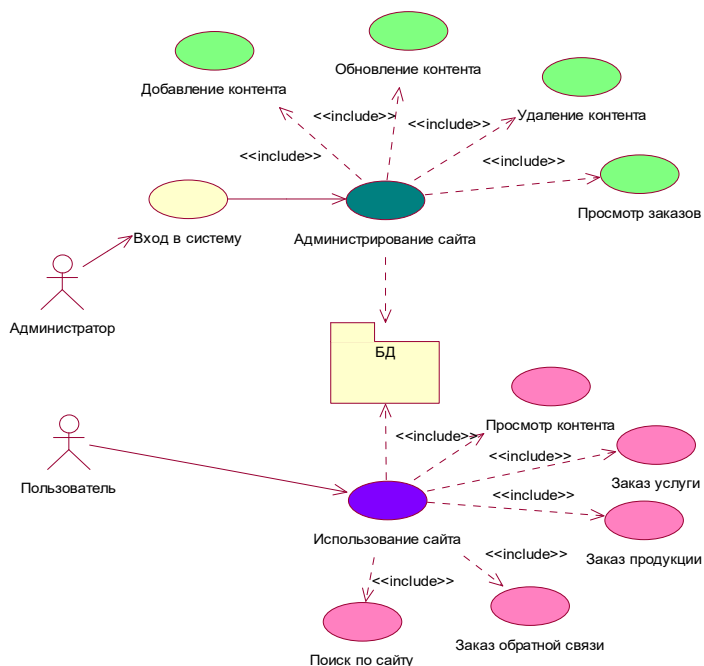 Обновление контента
Добавление контента
<<include>>
<<include>>
Удаление контента
<<include>>
<<include>>
Просмотр заказов
Вход в систему
Администрирование сайта
Администратор
БД
Просмотр контента
<<include>>
<<include>>
Заказ услуги
Пользователь
<<include>>
Использование сайта
Заказ продукции
<<include>>
<<include>>
Заказ обратной связи
Поиск по сайту